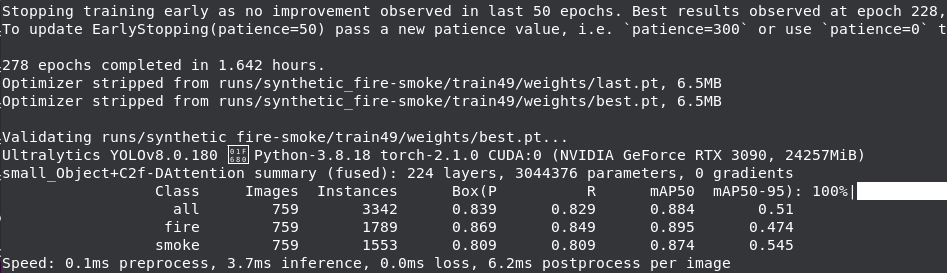 Stopping training early as no improvement observed in last 50 epochs. Best results observed at epoch 228,
To update EarlyStopping(patience=50) pass a new patience value, i.e. `patience=300` or use `patience=0` t
278 epochs completed in 1.642 hours.
Optimizer stripped from runs/synthetic_fire-smoke/train49/weights/last.pt, 6.5MB
Optimizer stripped from runs/synthetic_fire-smoke/train49/weights/best.pt, 6.5MB
Validating runs/synthetic_fire-smoke/train49/weights/best.pt...
Ultralytics YOLOv8.0.180 🚀 Python-3.8.18 torch-2.1.0 CUDA:0 (NVIDIA GeForce RTX 3090, 24257MiB)
small_Object+C2f-DAttention summary (fused): 224 layers, 3044376 parameters, 0 gradients
Class Images Instances Box(P R mAP50 mAP50-95): 100%|
all 759 3342 0.839 0.829 0.884 0.51
fire 759 1789 0.869 0.849 0.895 0.474
smoke 759 1553 0.809 0.809 0.874 0.545
Speed: 0.1ms preprocess, 3.7ms inference, 0.0ms loss, 6.2ms postprocess per image